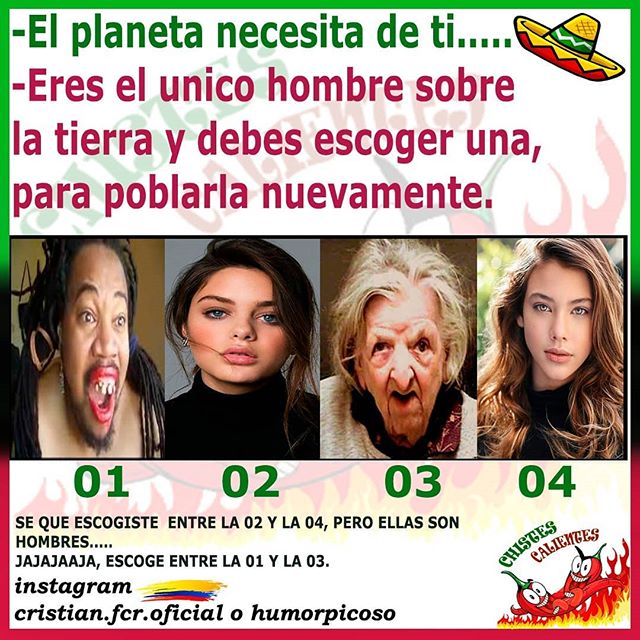 -El planeta necesita de ti.....
-Eres el unico hombre sobre
la tierra y debes escoger una,
para poblarla nuevamente.
01 02 03 04
SE QUE ESCOGISTE ENTRE LA 02 Y LA 04, PERO ELLAS SON
HOMBRES.....
JAJAJAAJA, ESCOGE ENTRE LA 01 Y LA 03.
instagram
cristian.fcr.oficial o humorpicoso
CHISTES
CALIENTES
CHISTES
CALIENTES